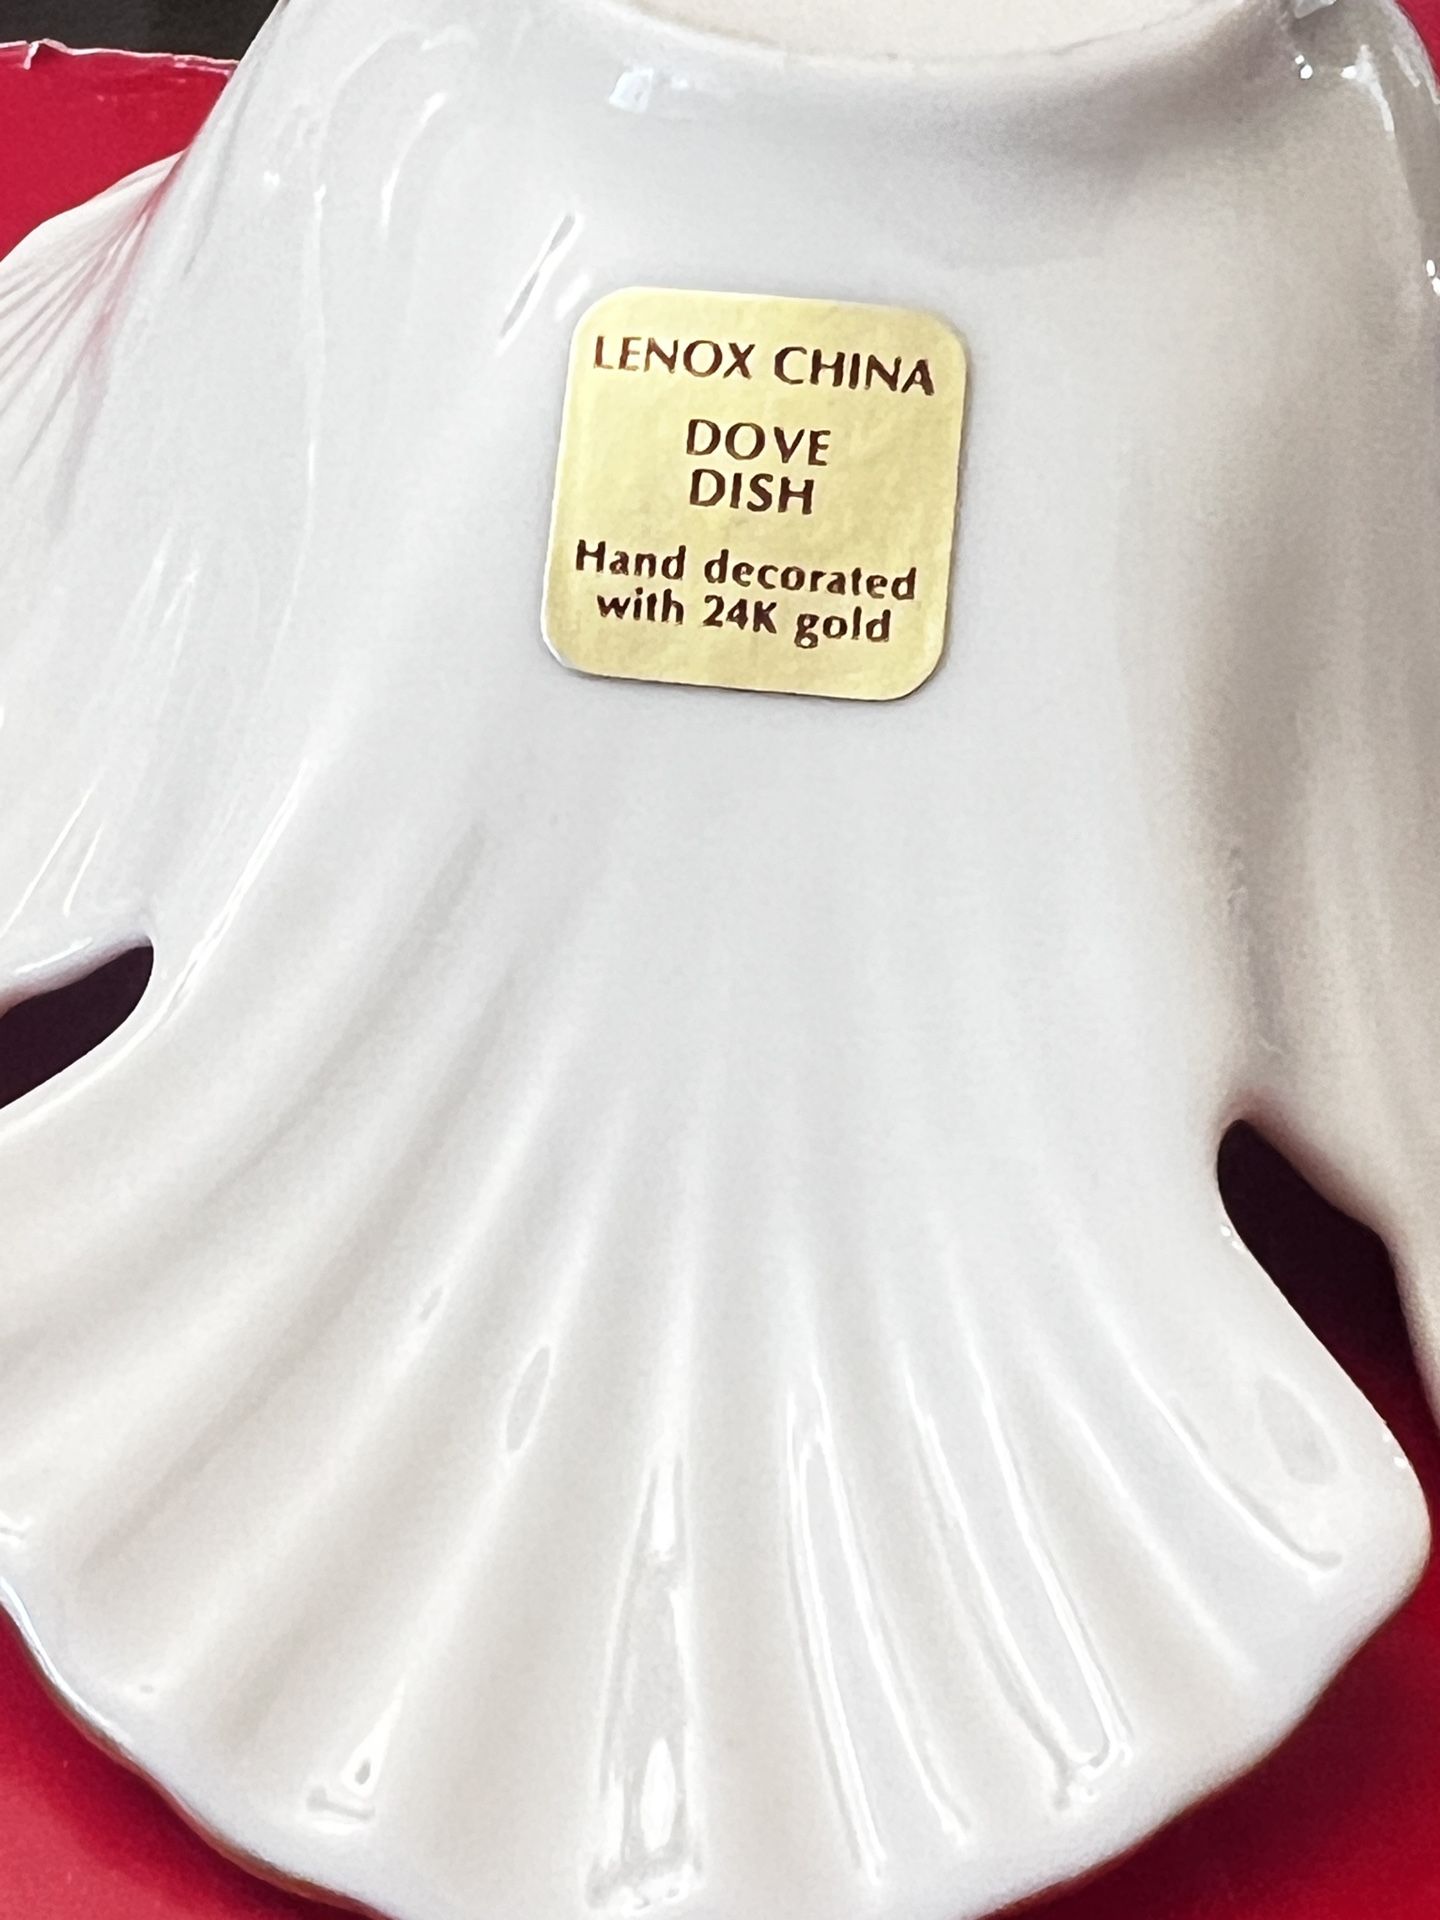 LENOX CHINA
DOVE
DISH
Hand decorated
with 24K gold